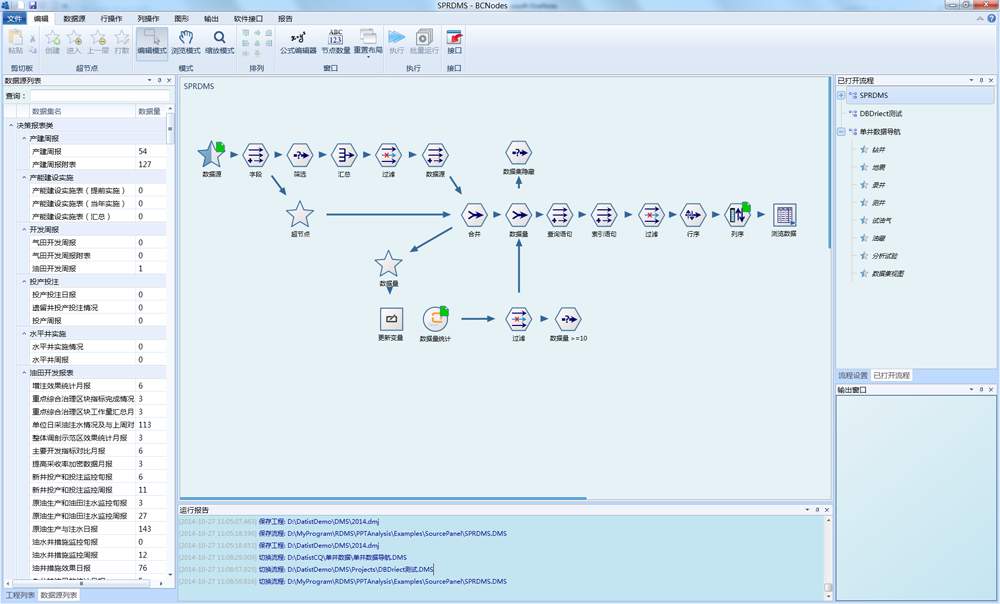 SPRDMS - BCNodes
文件 编辑 数据源 行操作 列操作 图形 输出 软件接口 报告
粘贴 创建 进入 上一层 打散 编辑模式 浏览模式 缩放模式 公式编辑器 节点数量 重置布局 执行 批量运行 接口
剪切板 超节点 模式 排列 窗口 执行 接口
数据源列表
查询：
数据集名 数据量
决策报表类
产建周报
产建周报 54
产建周报附表 127
产能建设实施
产能建设实施表（提前实施） 0
产能建设实施表（当年实施） 0
产能建设实施表（汇总） 0
开发周报
气田开发周报 0
气田开发周报附表 0
油田开发周报 1
投产投注
投产投注日报 0
遗留井投产投注情况 0
投产周报 0
水平井实施
水平井实施情况 0
水平井周报 0
油田开发报表
增注效果统计月报 6
重点综合治理区块指标完成情况 3
重点综合治理区块工作量汇总月 3
单位日采油注水情况及与上周对 113
整体调剖示范区效果统计月报 3
主要开发指标对比月报 6
提高采收率加密数据月报 3
新井投产和投注监控旬报 6
新井投产和投注监控周报 11
原油生产和油田注水监控旬报 3
原油生产和油田注水监控周报 27
原油生产与注水日报 143
油水井措施监控旬报 0
油水井措施监控周报 12
油井措施效果日报 76
工程列表 数据源列表
SPRDMS
数据源 字段 筛选 汇总 过滤 数据源 数据集隐藏
超节点 合并 数据量 查询语句 索引语句 过滤 行序 列序 浏览数据
数据量
更新变量 数据量统计 过滤 数据量 >=10
运行报告
[2014-10-27 11:05:07.463] 保存工程: D:\DatistDemo\DMS\2014.dmj
[2014-10-27 11:05:18.596] 保存流程: D:\MyProgram\RDMS\PPTAnalysis\Examples\SourcePanel\SPRDMS.DMS
[2014-10-27 11:05:18.651] 保存工程: D:\DatistDemo\DMS\2014.dmj
[2014-10-27 11:08:29.009] 切换流程: D:\DatistCQ\单井数据\单井数据导航.DMS
[2014-10-27 11:08:57.925] 切换流程: D:\DatistDemo\DMS\Projects\DBDriect测试.DMS
[2014-10-27 11:08:59.819] 切换流程: D:\MyProgram\RDMS\PPTAnalysis\Examples\SourcePanel\SPRDMS.DMS
已打开流程
SPRDMS
DBDriect测试
单井数据导航
钻井
地震
录井
测井
试油气
油藏
分析试验
数据集视图
流程设置 已打开流程
输出窗口